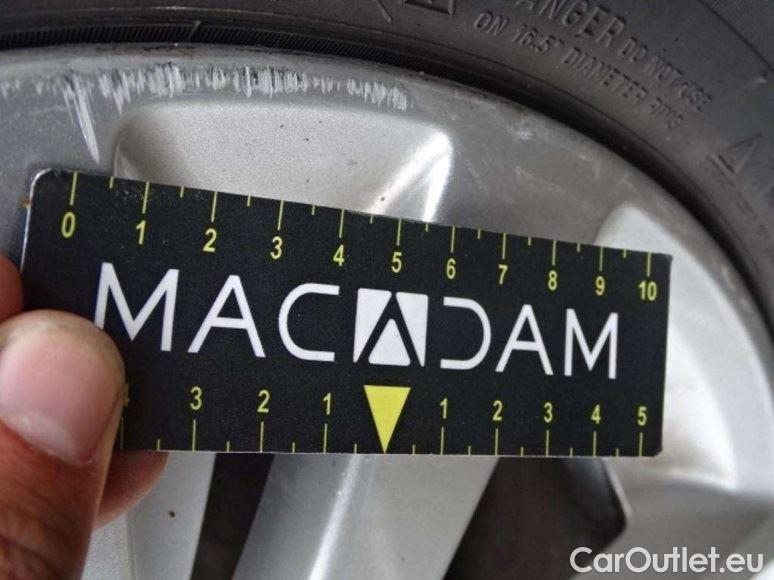 DANGER DO NOT USE
ON 16.5" DIAMETER RIMS
0 1 2 3 4 5 6 7 8 9 10
MACADAM
4 3 2 1 1 2 3 4 5
CarOutlet.eu